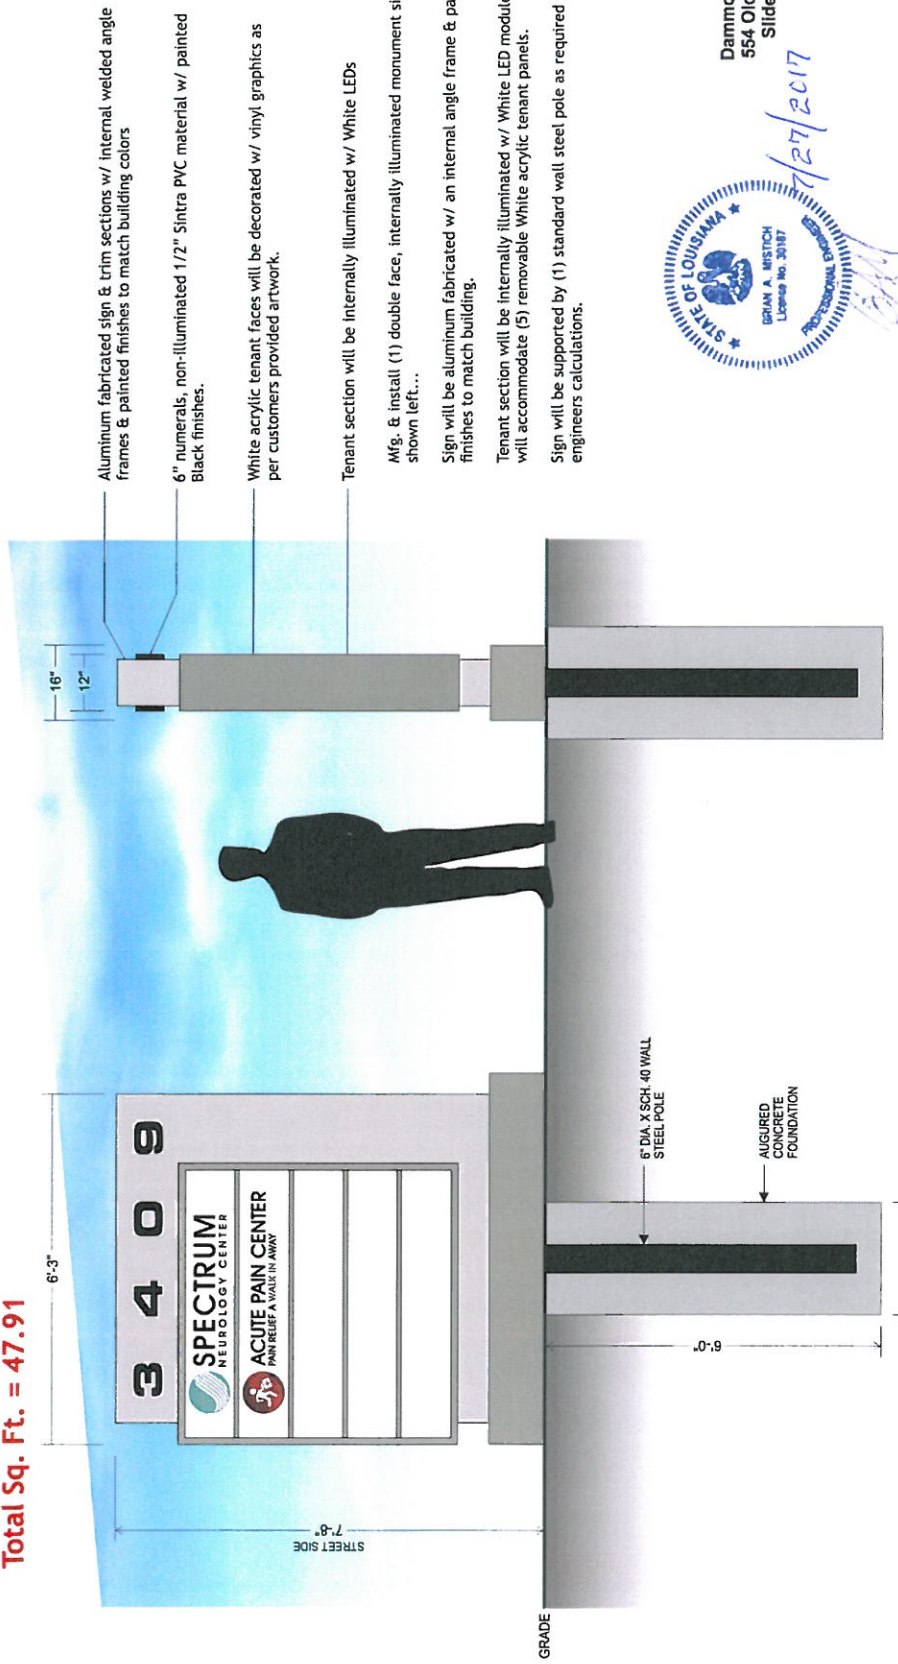 Total Sq. Ft. = 47.91
6'-3"
7'-8"
STREET SIDE
3 4 0 9
SPECTRUM
NEUROLOGY CENTER
ACUTE PAIN CENTER
PAIN RELIEF A WALK IN AWAY
GRADE
6'-0"
6" DIA. X SCH. 40 WALL
STEEL POLE
AUGURED
CONCRETE
FOUNDATION
16"
12"
Aluminum fabricated sign & trim sections w/ internal welded angle
frames & painted finishes to match building colors
6" numerals, non-illuminated 1/2" Sintra PVC material w/ painted
Black finishes.
White acrylic tenant faces will be decorated w/ vinyl graphics as
per customers provided artwork.
Tenant section will be internally illuminated w/ White LEDs
Mfg. & install (1) double face, internally illuminated monument
shown left...
Sign will be aluminum fabricated w/ an internal angle frame &
finishes to match building.
Tenant section will be internally illuminated w/ White LED
will accommodate (5) removable White acrylic tenant panels.
Sign will be supported by (1) standard wall steel pole as required
engineers calculations.
STATE OF LOUISIANA
BRIAN A. MISTICH
License No. 30187
PROFESSIONAL ENGINEER
7/27/2017
554